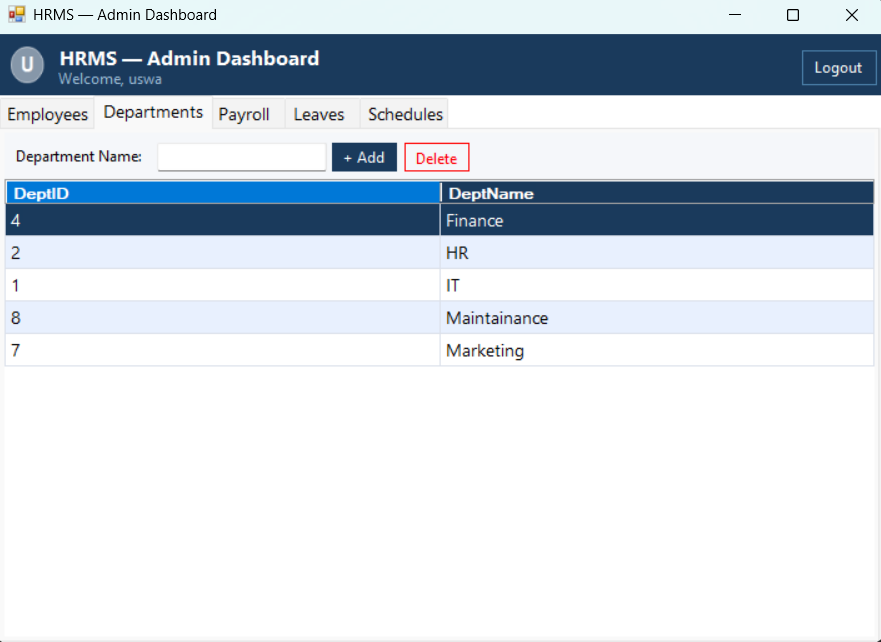 HRMS — Admin Dashboard
U
HRMS — Admin Dashboard
Welcome, uswa
Logout
Employees Departments Payroll Leaves Schedules
Department Name: + Add Delete
DeptID DeptName
4 Finance
2 HR
1 IT
8 Maintainance
7 Marketing